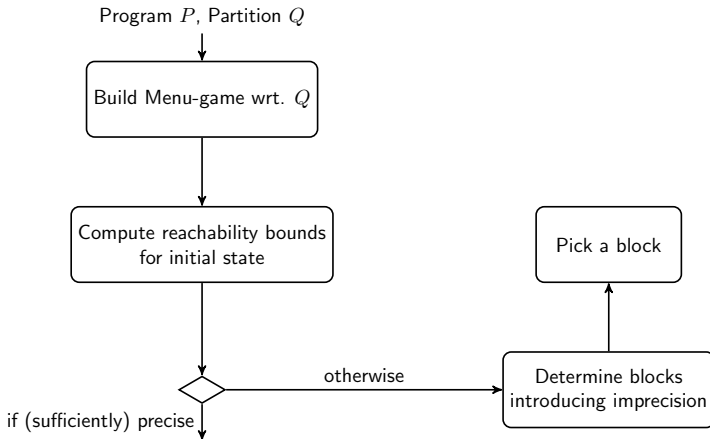 Program P, Partition Q
Build Menu-game wrt. Q
Compute reachability bounds
for initial state
Pick a block
otherwise
Determine blocks
introducing imprecision
if (sufficiently) precise